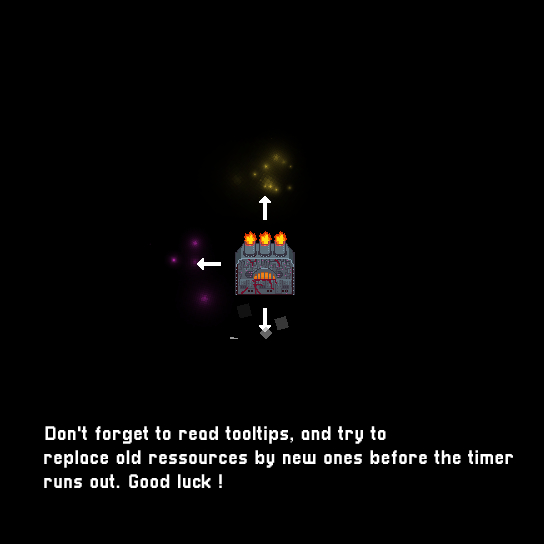 Don't forget to read tooltips, and try to
replace old ressources by new ones before the timer
runs out. Good luck !